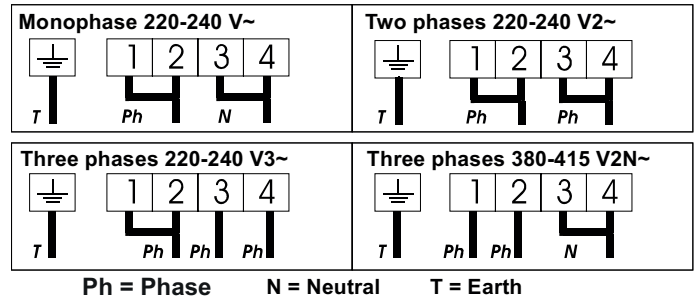 Monophase 220-240 V~
1 2 3 4
T Ph N
Two phases 220-240 V2~
1 2 3 4
T Ph Ph
Three phases 220-240 V3~
1 2 3 4
T Ph Ph Ph
Three phases 380-415 V2N~
1 2 3 4
T Ph Ph N
Ph = Phase N = Neutral T = Earth